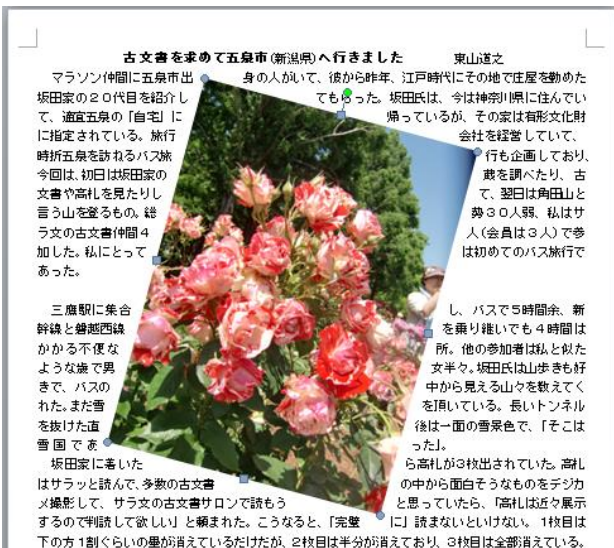 古文書を求めて五泉市(新潟県)へ行きました 東山道之
マラソン仲間に五泉市出身の人がいて、彼から昨年、江戸時代にその地で庄屋を勤めた
坂田家の２０代目を紹介してもらった。坂田氏は、今は神奈川県に住んでい
て、適宜五泉の「自宅」に帰っているが、その家は有形文化財
に指定されている。旅行会社を経営していて、
時折五泉を訪ねるバス旅行も企画しており、
今回は、初日は坂田家の蔵を調べたり、古
文書や高札を見たりして、翌日は角田山と
言う山を登るもの。総勢３０人弱、私はサ
ラ文の古文書仲間４人(会員は３人)で参
加した。私にとっては初めてのバス旅行で
あった。
三鷹駅に集合し、バスで５時間余、新
幹線と磐越西線を乗り継いでも４時間は
かかる不便な所。他の参加者は私と似た
ような歳で男女半々。坂田氏は山歩きも好
きで、バスの中から見える山々を教えてく
れた。まだ雪を頂いている。長いトンネル
を抜けた直後は一面の雪景色で、「そこは
雪国であった」。
坂田家に着いたら高札が3枚出されていた。高札
はサラッと読んで、多数の古文書の中から面白そうなものをデジカ
メ撮影して、サラ文の古文書サロンで読もうと思っていたら、「高札は近々展示
するので判読して欲しい」と頼まれた。こうなると、「完璧に」読まないといけない。1枚目は
下の方1割ぐらいの墨が消えているだけだが、2枚目は半分が消えており、3枚目は全部消えている。